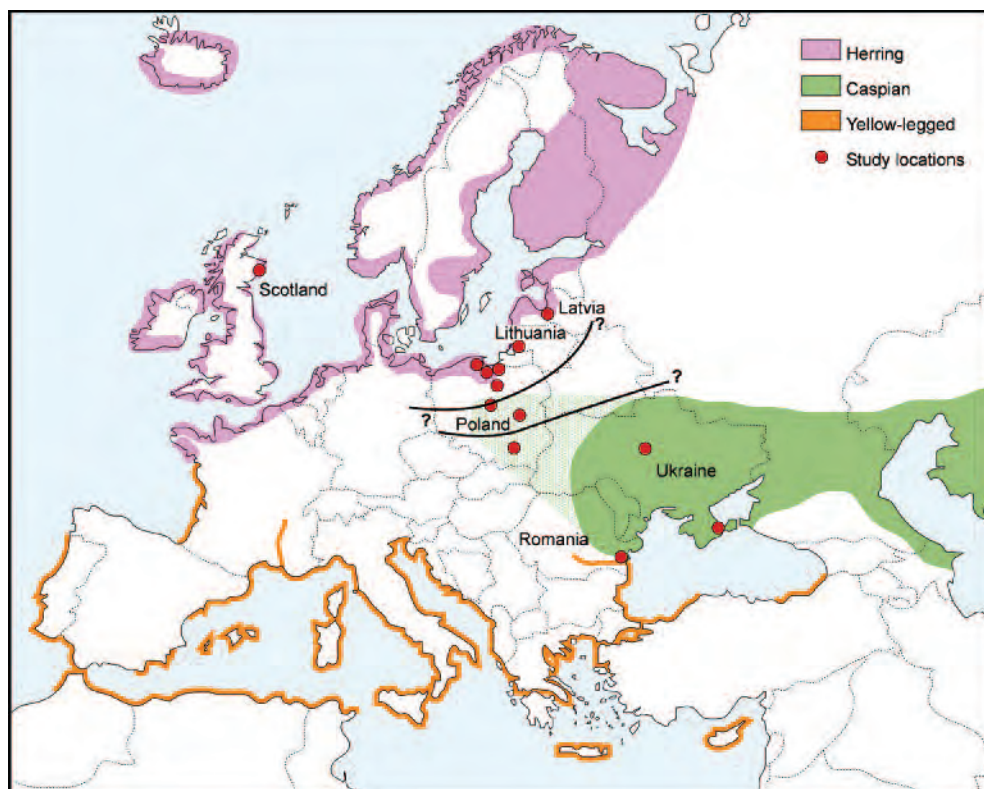 Herring
Caspian
Yellow-legged
Study locations
Scotland
Latvia
?
Lithuania
?
?
Poland
Ukraine
Romania